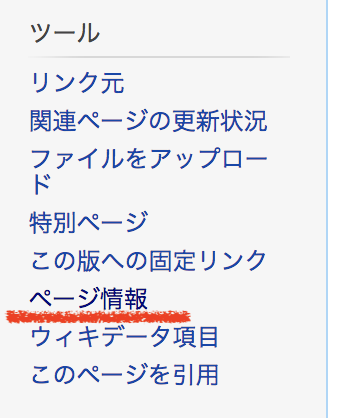 ツール
リンク元
関連ページの更新状況
ファイルをアップロー
ド
特別ページ
この版への固定リンク
ページ情報
ウィキデータ項目
このページを引用